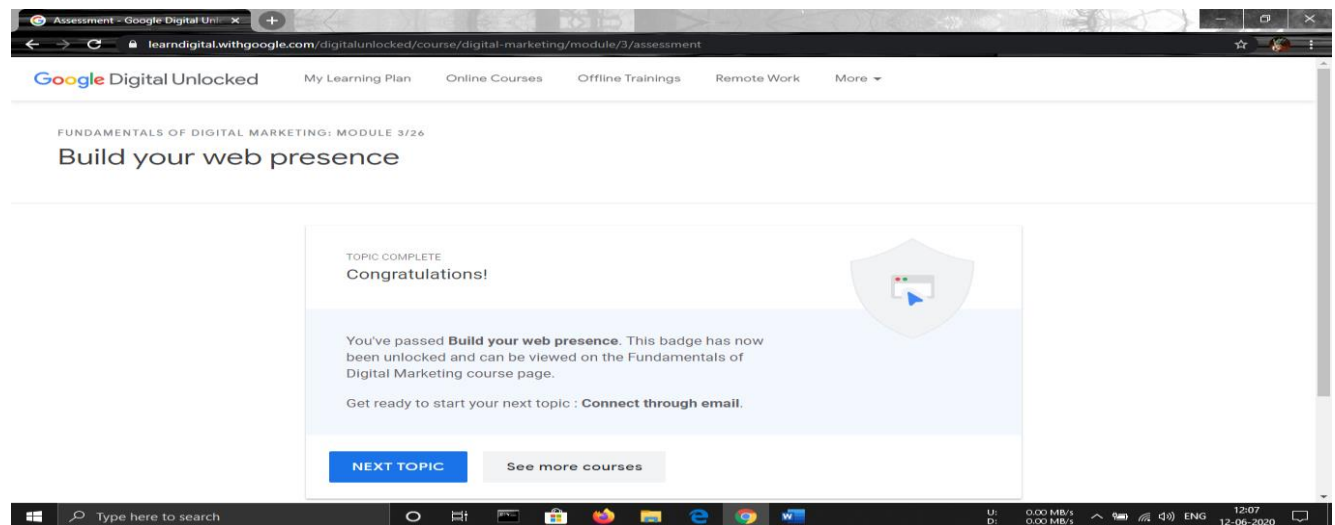 Assessment - Google Digital Unl
learndigital.withgoogle.com/digitalunlocked/course/digital-marketing/module/3/assessment
Google Digital Unlocked My Learning Plan Online Courses Offline Trainings Remote Work More
FUNDAMENTALS OF DIGITAL MARKETING: MODULE 3/26
Build your web presence
TOPIC COMPLETE
Congratulations!
You've passed Build your web presence. This badge has now
been unlocked and can be viewed on the Fundamentals of
Digital Marketing course page.
Get ready to start your next topic : Connect through email.
NEXT TOPIC See more courses
Type here to search
U: 0.00 MB/s
D: 0.00 MB/s
ENG
12:07
12-06-2020